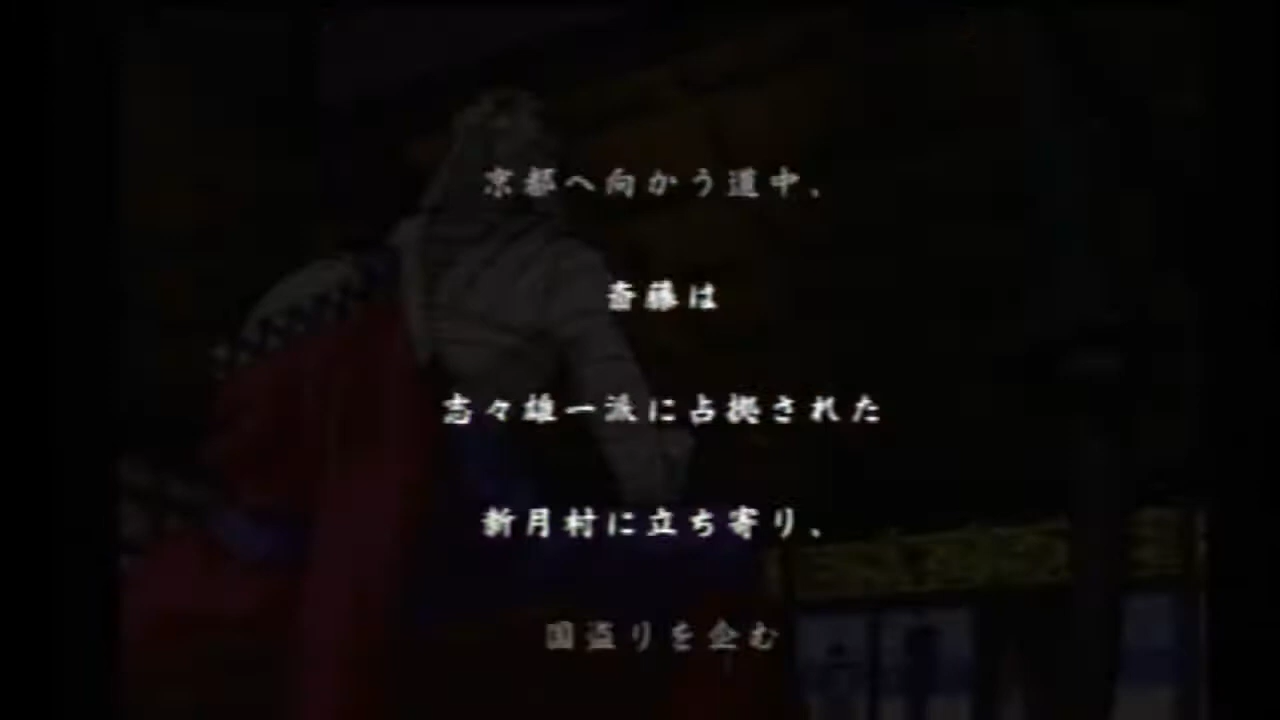 京都へ向かう道中、
斎藤は
志々雄一派に占拠された
新月村に立ち寄り、
国盗りを企む